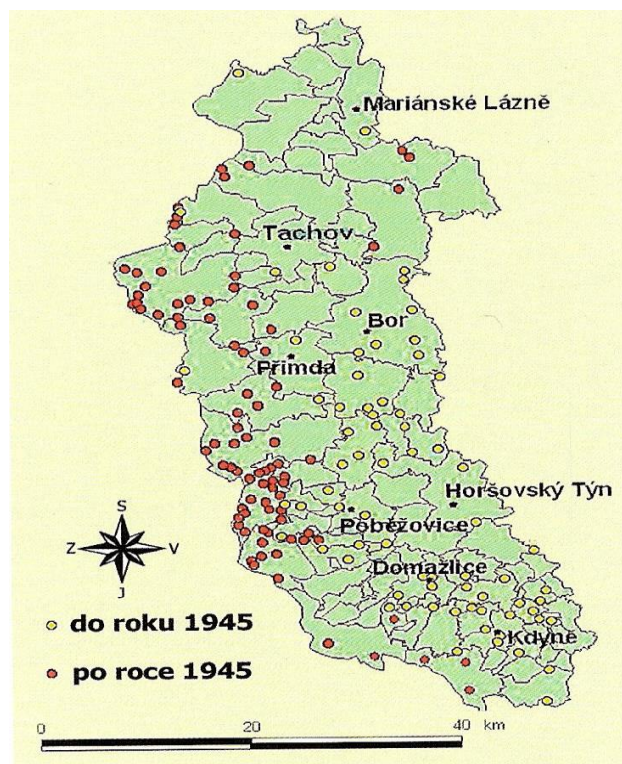 Mariánské Lázně
Tachov
Bor
Přimda
Horšovský Týn
Poběžovice
Domažlice
Kdyně
S
Z V
J
do roku 1945
po roce 1945
0 20 40 km